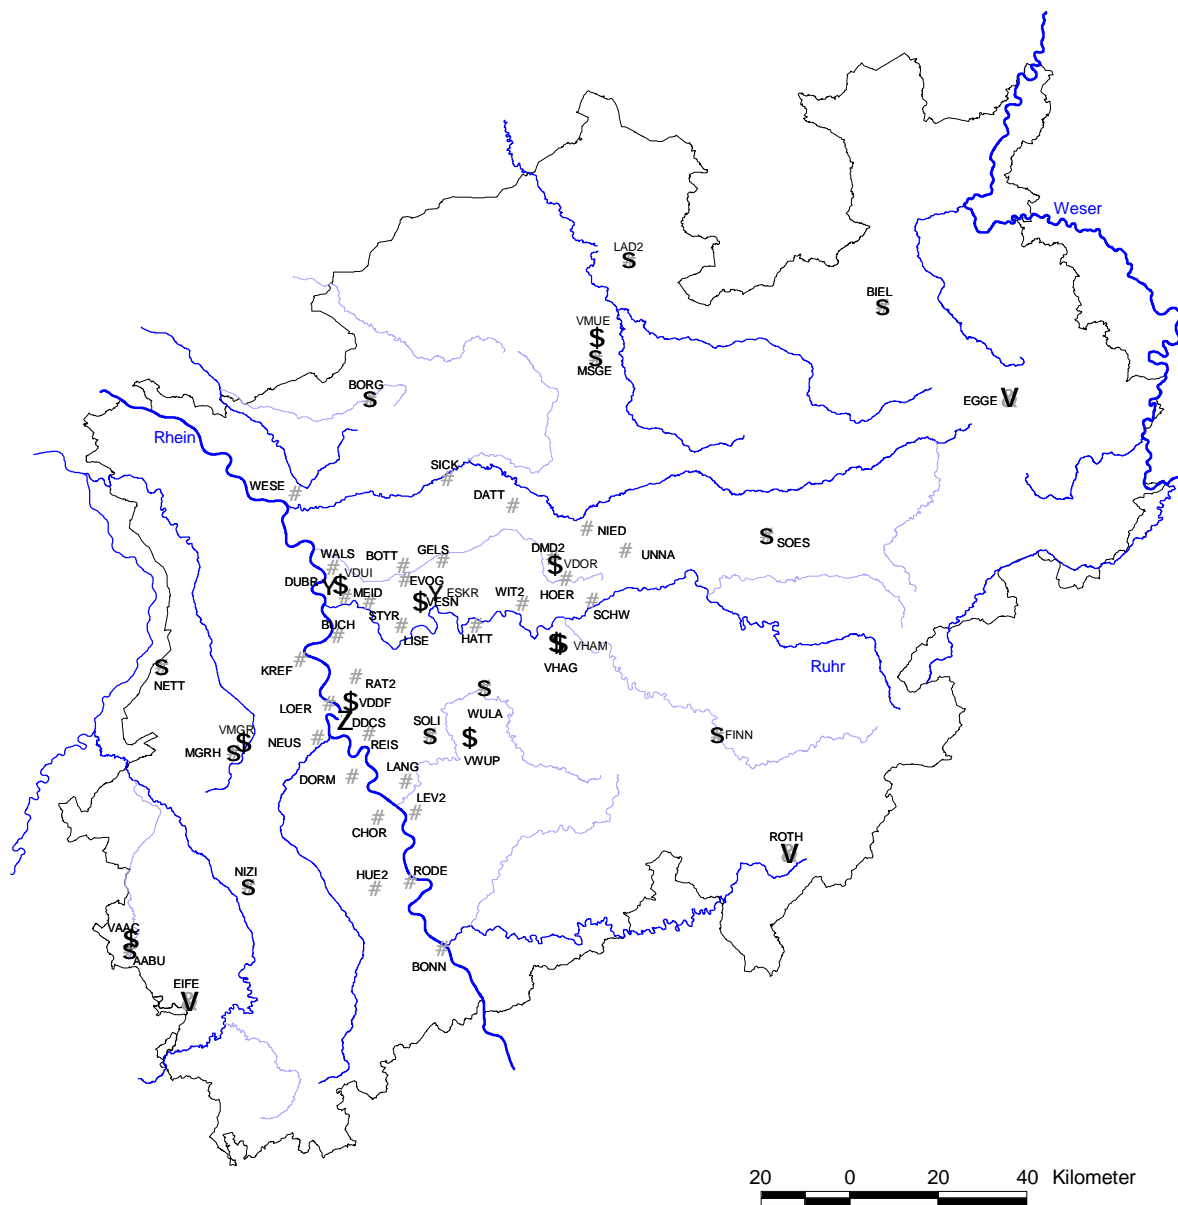 Weser
LAD2
S
BIEL
S
VMUE
$
S
MSGE
BORG
S
EGGE V
Rhein
SICK
#
WESE
#
DATT
#
#
NIED
S SOES
#
UNNA
WALS
#
BOTT
#
GELS
#
DMD2
$ VDOR
#
HOER
VDUI
DUBR Y $
# MEID
#
#
EVOG
Y ESKR
$ VESN
STYR
#
LISE
WIT2
#
#
SCHW
BUCH
#
#
HATT
$ $ VHAM
VHAG
Ruhr
KREF #
S
NETT
#
RAT2
S
LOER #
$ VDDF
Z DDCS
WULA
SOLI
S
$
VWUP
S FINN
VMGR
$
MGRH S
NEUS #
#
REIS
DORM #
LANG
#
LEV2
#
#
CHOR
ROTH
V
NIZI
S
HUE2
#
RODE
#
VAAC
$
S
AABU
#
BONN
EIFE
V
20 0 20 40 Kilometer